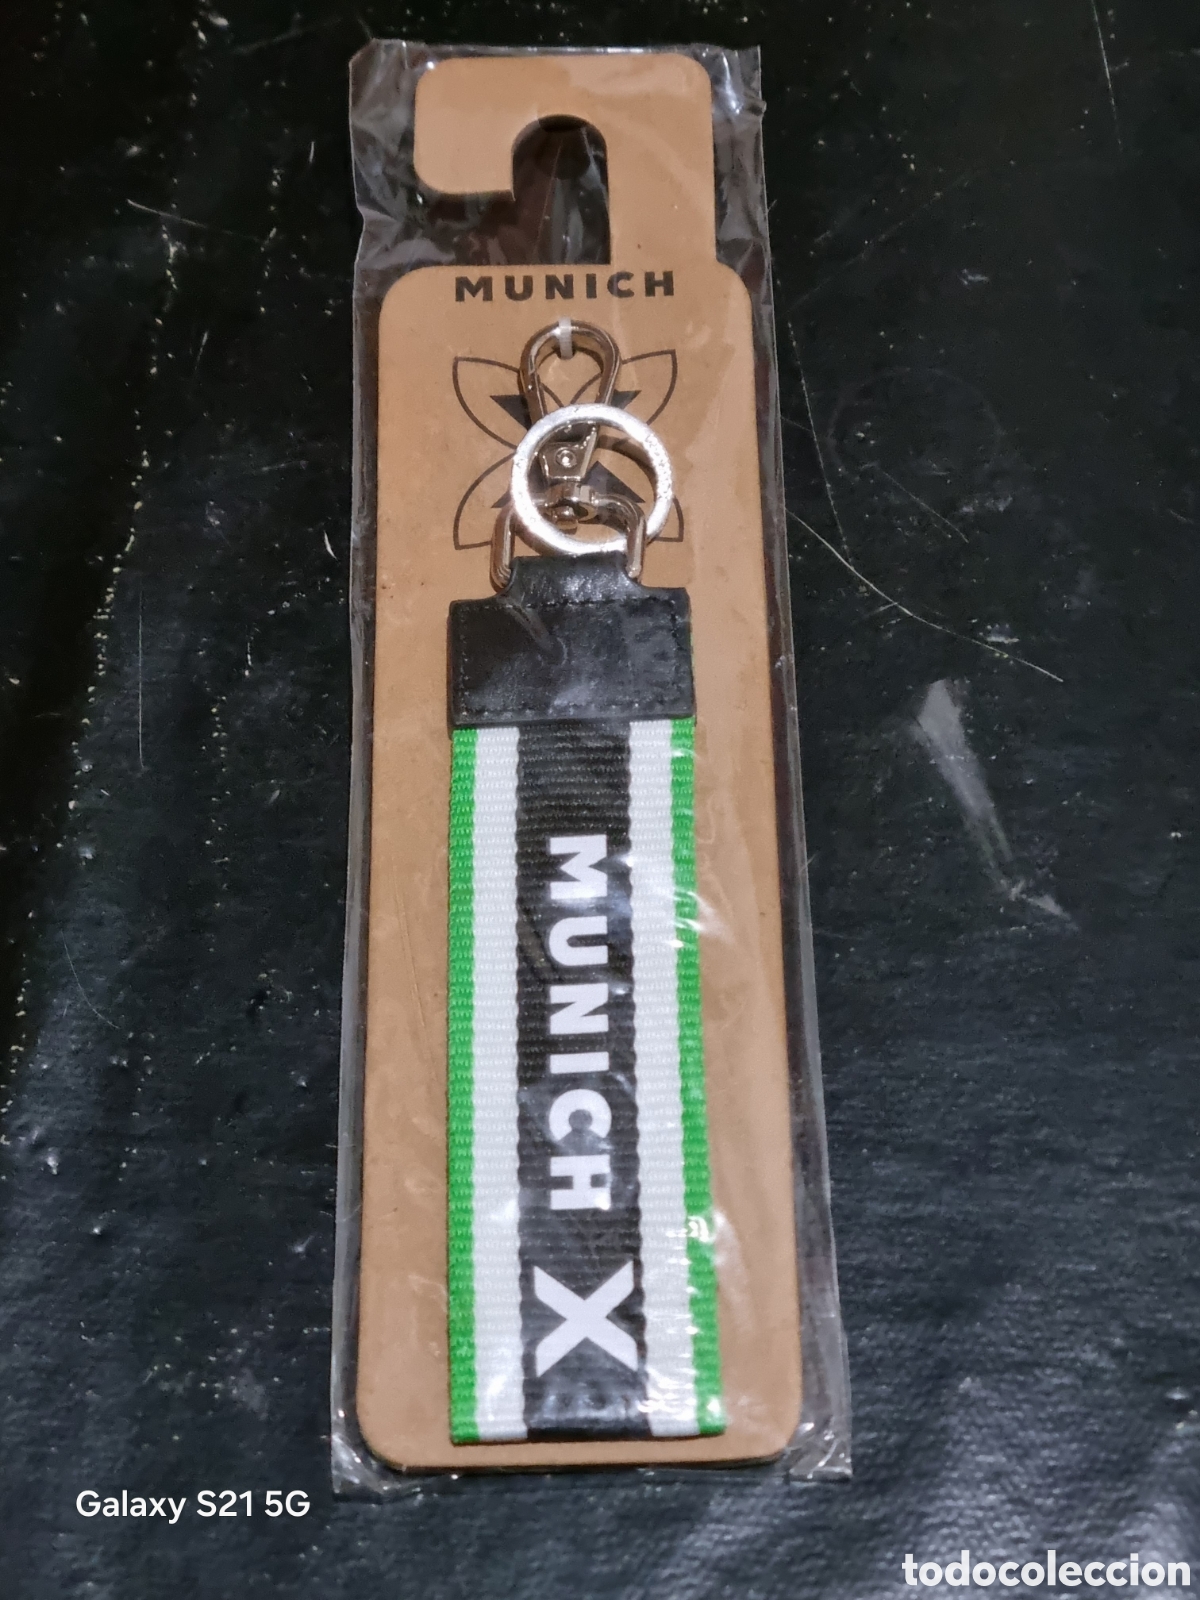 MUNICH
MUNICH X
Galaxy S21 5G
todocoleccion